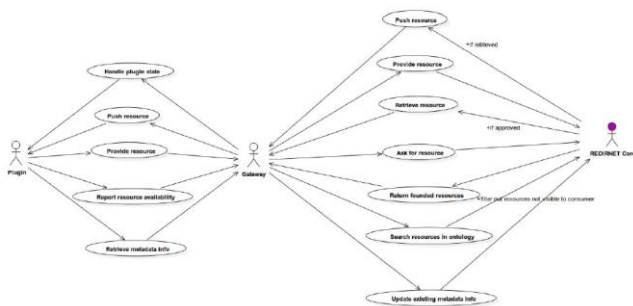 Push resource
+if retrieved
Handle plugin state
Provide resource
Push resource
Retrieve resource
+if approved
Provide resource
Ask for resource
Plugin
Gateway
REDIRNET Cor
Report resource availability
Return founded resources
out resources not visible to consumer
Search resources in ontology
Retrieve metadata info
Update existing metadata info